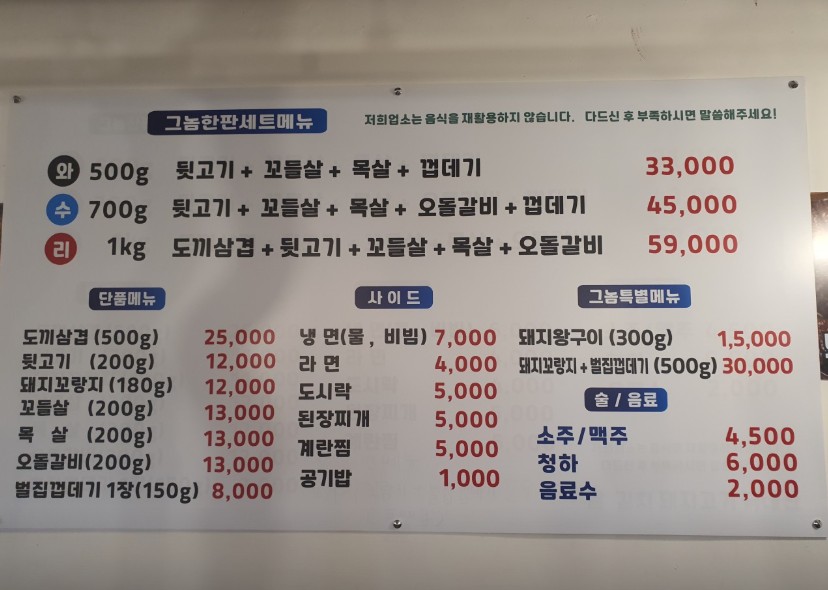 그놈한판세트메뉴
저희업소는 음식을 재활용하지 않습니다. 다드신 후 부족하시면 말씀해주세요!
와 500g 뒷고기 + 꼬들살 + 목살 + 껍데기 33,000
수 700g 뒷고기 + 꼬들살 + 목살 + 오돌갈비 + 껍데기 45,000
리 1kg 도끼삼겹 + 뒷고기 + 꼬들살 + 목살 + 오돌갈비 59,000
단품메뉴
도끼삼겹 (500g) 25,000
뒷고기 (200g) 12,000
돼지꼬랑지 (180g) 12,000
꼬들살 (200g) 13,000
목 살 (200g) 13,000
오돌갈비(200g) 13,000
벌집껍데기 1장(150g) 8,000
사 이 드
냉 면(물, 비빔) 7,000
라 면 4,000
도시락 5,000
된장찌개 5,000
계란찜 5,000
공기밥 1,000
그놈특별메뉴
돼지왕구이 (300g) 1,5,000
돼지꼬랑지 + 벌집껍데기 (500g) 30,000
술 / 음료
소주/맥주 4,500
청하 6,000
음료수 2,000